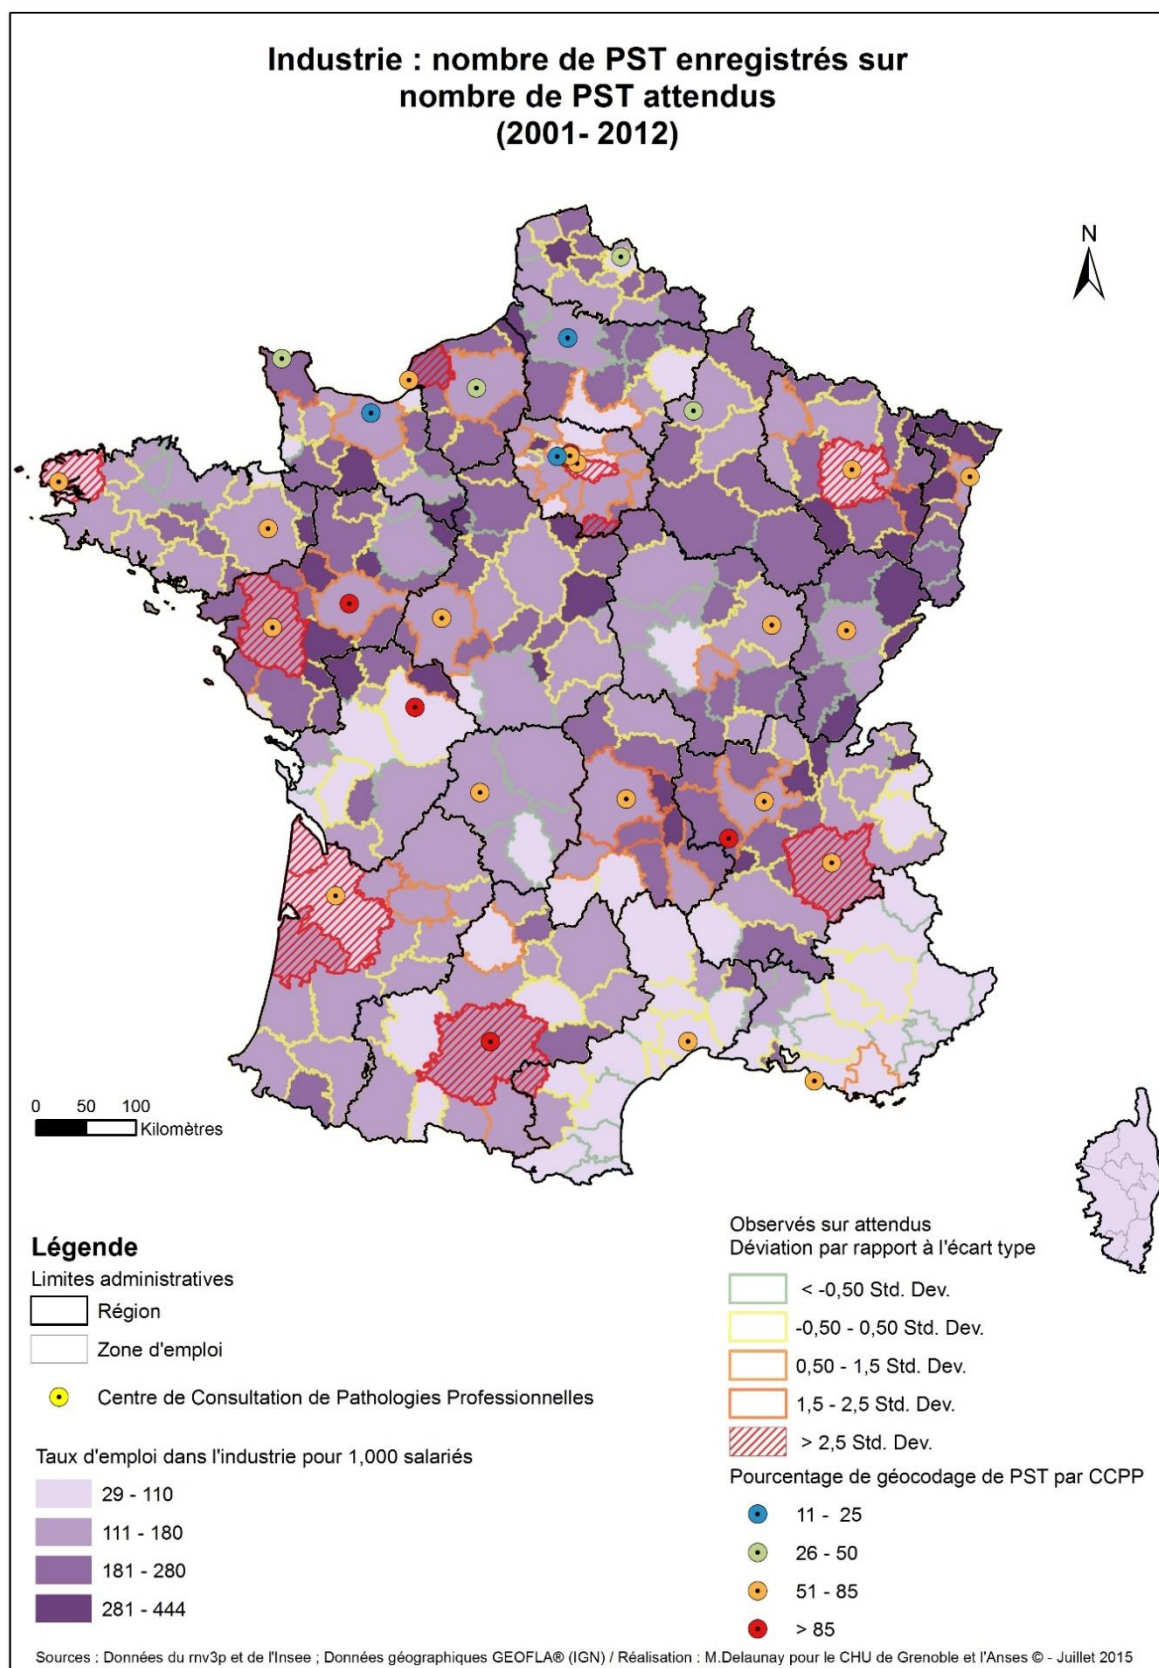 Industrie : nombre de PST enregistrés sur
nombre de PST attendus
(2001- 2012)
N
0 50 100
Kilomètres
Légende
Limites administratives
Région
Zone d'emploi
Centre de Consultation de Pathologies Professionnelles
Taux d'emploi dans l'industrie pour 1,000 salariés
29 - 110
111 - 180
181 - 280
281 - 444
Observés sur attendus
Déviation par rapport à l'écart type
< -0,50 Std. Dev.
-0,50 - 0,50 Std. Dev.
0,50 - 1,5 Std. Dev.
1,5 - 2,5 Std. Dev.
> 2,5 Std. Dev.
Pourcentage de géocodage de PST par CCPP
11 - 25
26 - 50
51 - 85
> 85
Sources : Données du rnv3p et de l'Insee ; Données géographiques GEOFLA® (IGN) / Réalisation : M.Delaunay pour le CHU de Grenoble et l'Anses © - Juillet 2015